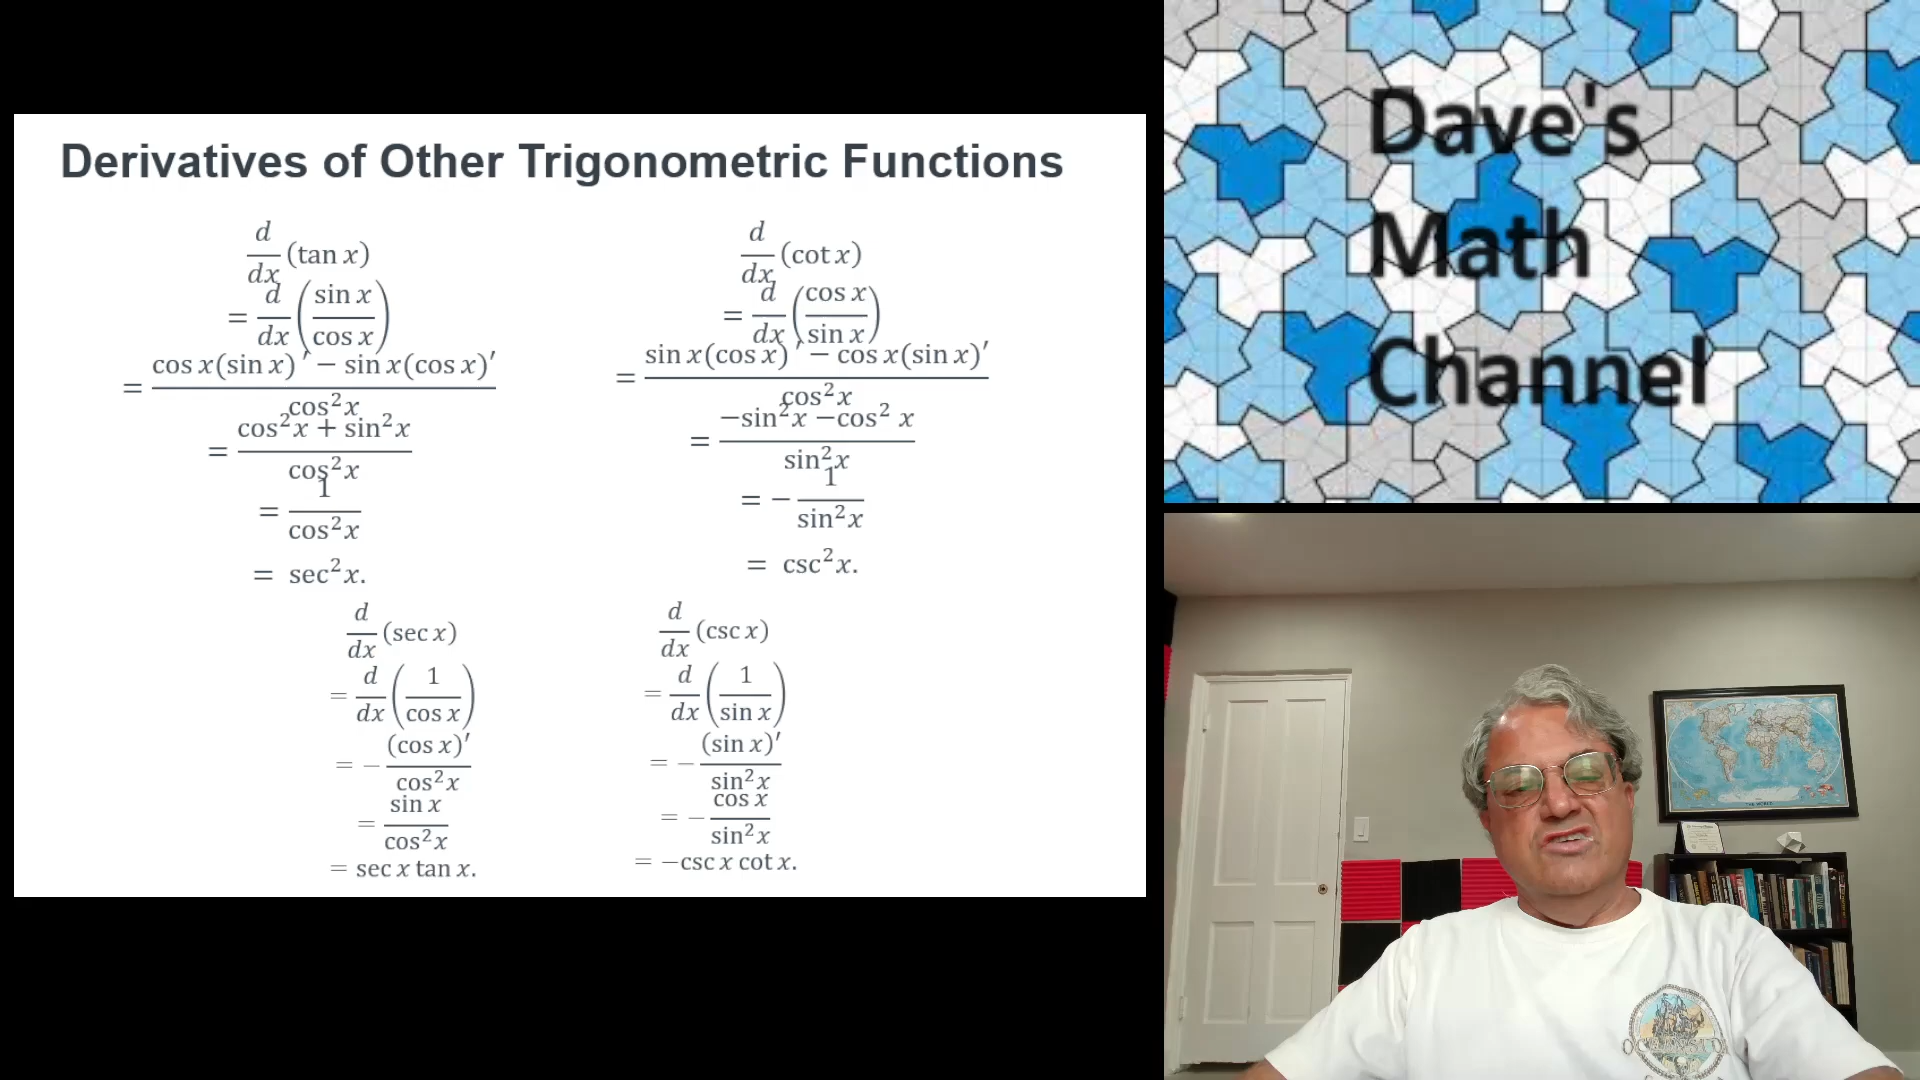 Derivatives of Other Trigonometric Functions
d/dx (tan x)
= d/dx (sin x / cos x)
= cos x(sin x)′ − sin x(cos x)′ / cos²x
= cos²x + sin²x / cos²x
= 1 / cos²x
= sec²x.
d/dx (cot x)
= d/dx (cos x / sin x)
= sin x(cos x)′ − cos x(sin x)′ / cos²x
= −sin²x −cos² x / sin²x
= − 1 / sin²x
= csc²x.
d/dx (sec x)
= d/dx (1 / cos x)
= − (cos x)′ / cos²x
= sin x / cos²x
= sec x tan x.
d/dx (csc x)
= d/dx (1 / sin x)
= − (sin x)′ / sin²x
= − cos x / sin²x
= −csc x cot x.
Dave's
Math
Channel